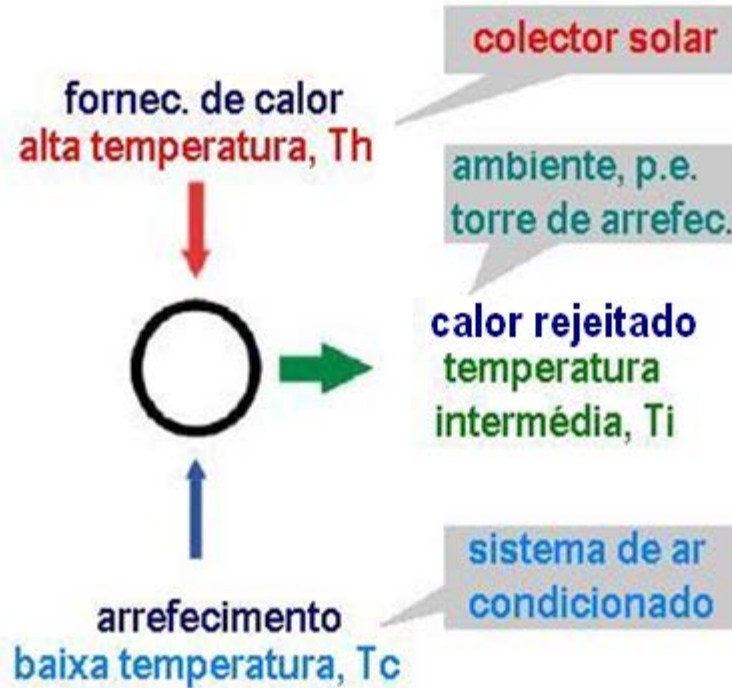 colector solar
fornec. de calor
alta temperatura, Th
ambiente, p.e.
torre de arrefec.
calor rejeitado
temperatura
intermédia, Ti
sistema de ar
condicionado
arrefecimento
baixa temperatura, Tc